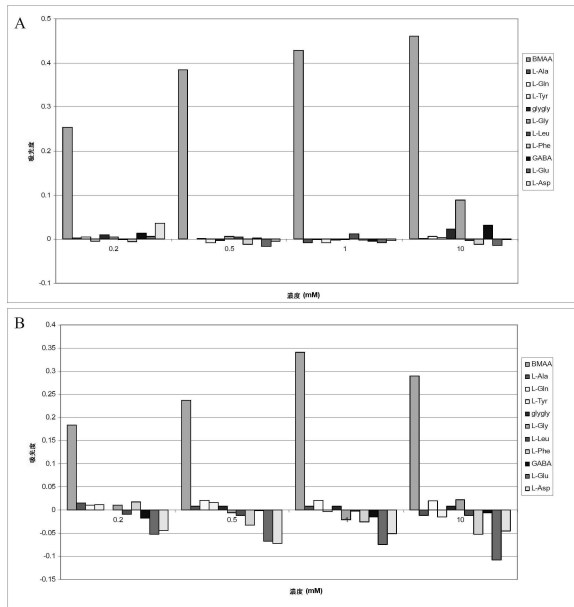 A
0.5
0.4
0.3
0.2
0.1
0
-0.1
吸光度
0.2
0.5
1
10
濃度 (mM)
BMAA
L-Ala
L-Gln
L-Tyr
glygly
L-Gly
L-Leu
L-Phe
GABA
L-Glu
L-Asp
B
0.4
0.35
0.3
0.25
0.2
0.15
0.1
0.05
0
-0.05
-0.1
-0.15
吸光度
0.2
0.5
1
10
濃度 (mM)
BMAA
L-Ala
L-Gln
L-Tyr
glygly
L-Gly
L-Leu
L-Phe
GABA
L-Glu
L-Asp